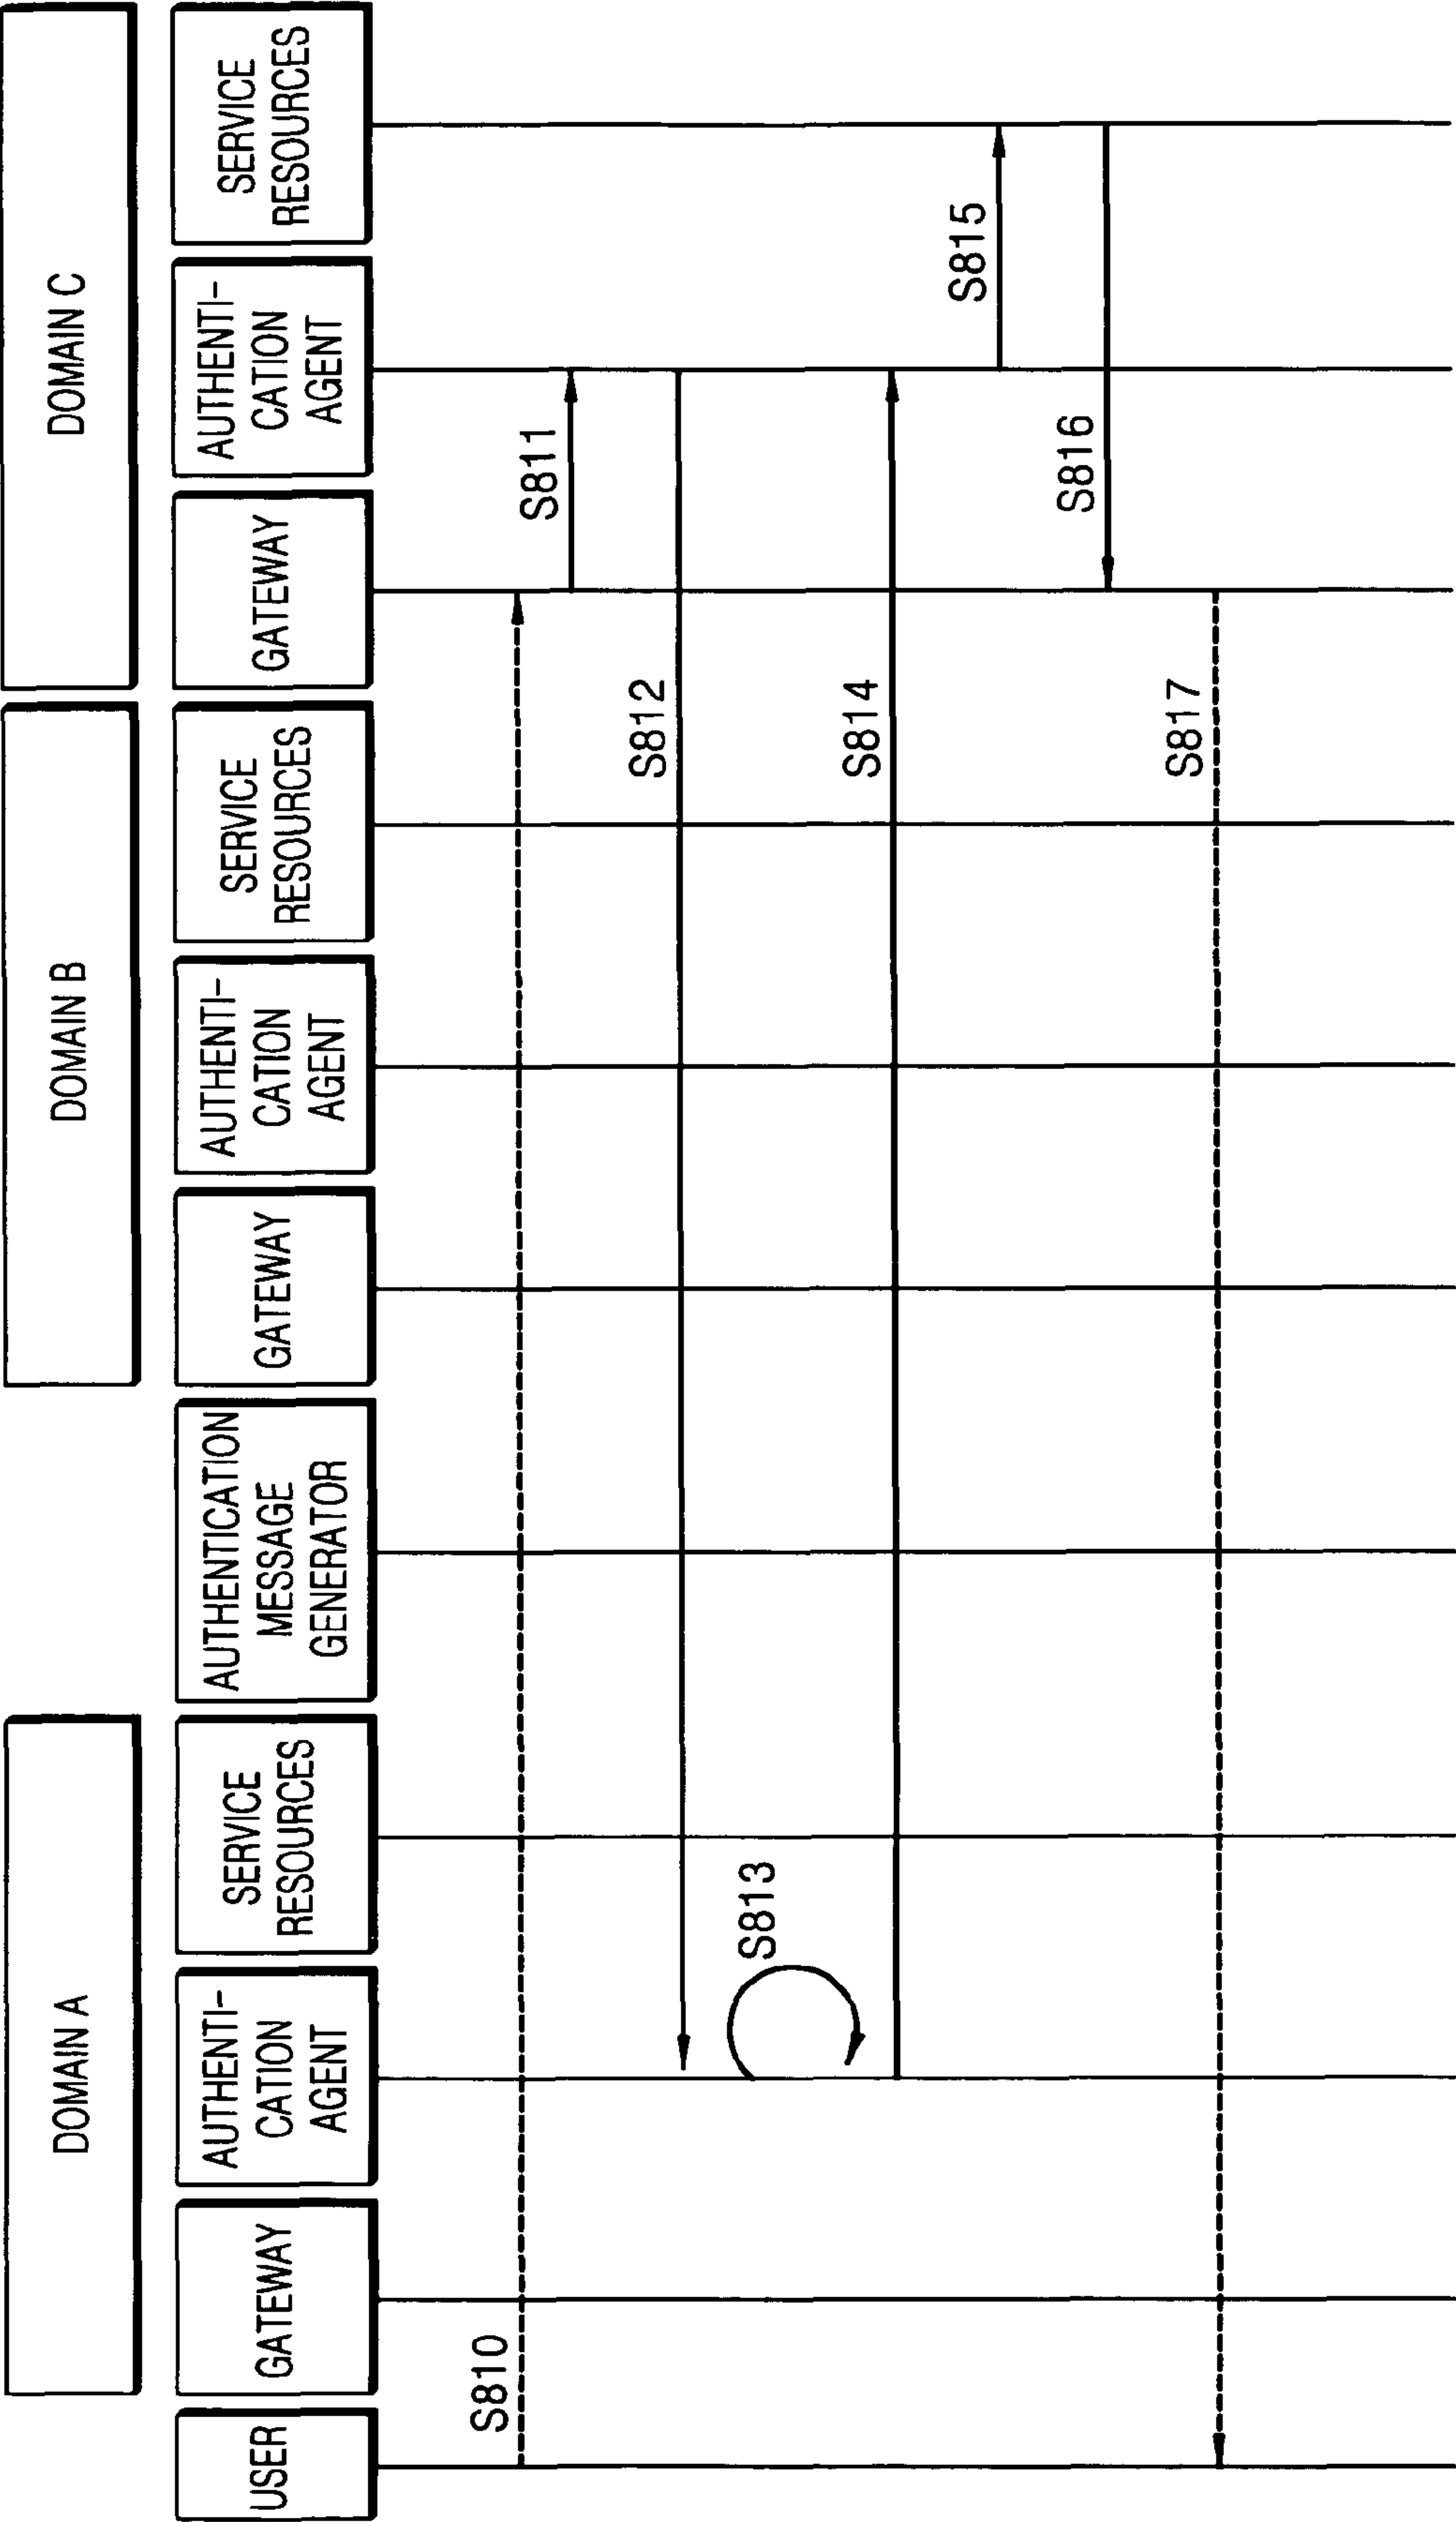 DOMAIN A
DOMAIN B
DOMAIN C
USER
GATEWAY
AUTHENTI-
CATION
AGENT
SERVICE
RESOURCES
AUTHENTICATION
MESSAGE
GENERATOR
GATEWAY
AUTHENTI-
CATION
AGENT
SERVICE
RESOURCES
GATEWAY
AUTHENTI-
CATION
AGENT
SERVICE
RESOURCES
S810
S811
S812
S813
S814
S815
S816
S817